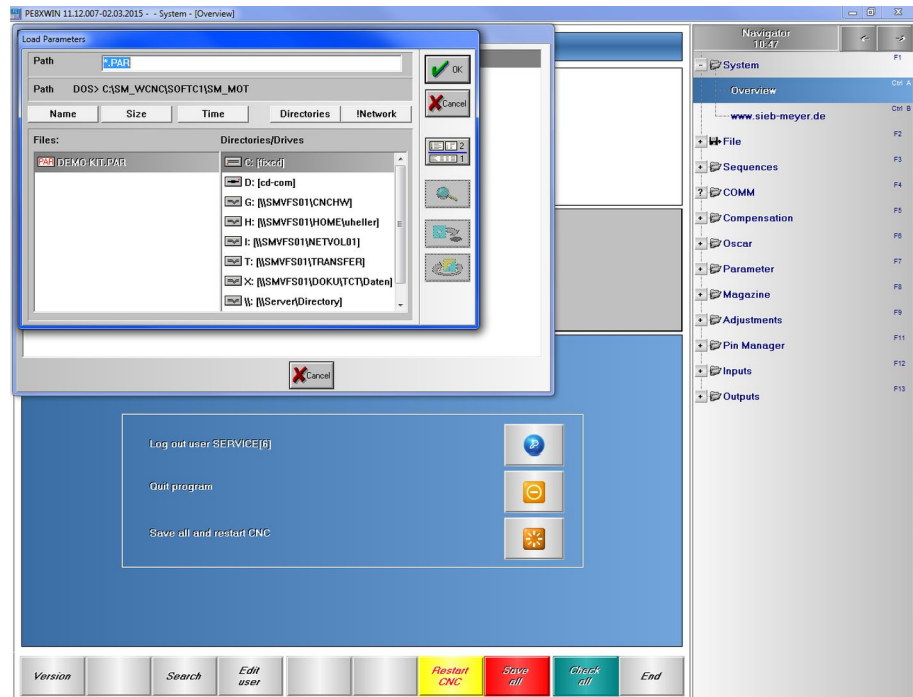 PE8XWIN 11.12.007-02.03.2015 - - System - [Overview]
Load Parameters
Path *.PAR
Path DOS> C:\SM_WCNC\SOFTC1\SM_MOT
Name Size Time Directories !Network
Files: Directories/Drives
PAR DEMO-KIT.PAR
C: [fixed]
D: [cd-com]
G: [\\SMVFS01\CNCHW]
H: [\\SMVFS01\HOME\uheller]
I: [\\SMVFS01\NETVOL01]
T: [\\SMVFS01\TRANSFER]
X: [\\SMVFS01\DOKU\TCT\Daten]
\\: [\\Server\Directory]
OK
Cancel
2
1
Cancel
Log out user SERVICE[6]
Quit program
Save all and restart CNC
Version Search Edit user Restart CNC Save all Check all End
Navigator
10:47
System F1
Overview Ctrl A
www.sieb-meyer.de Ctrl B
File F2
Sequences F3
? COMM F4
Compensation F5
Oscar F6
Parameter F7
Magazine F8
Adjustments F9
Pin Manager F11
Inputs F12
Outputs F13